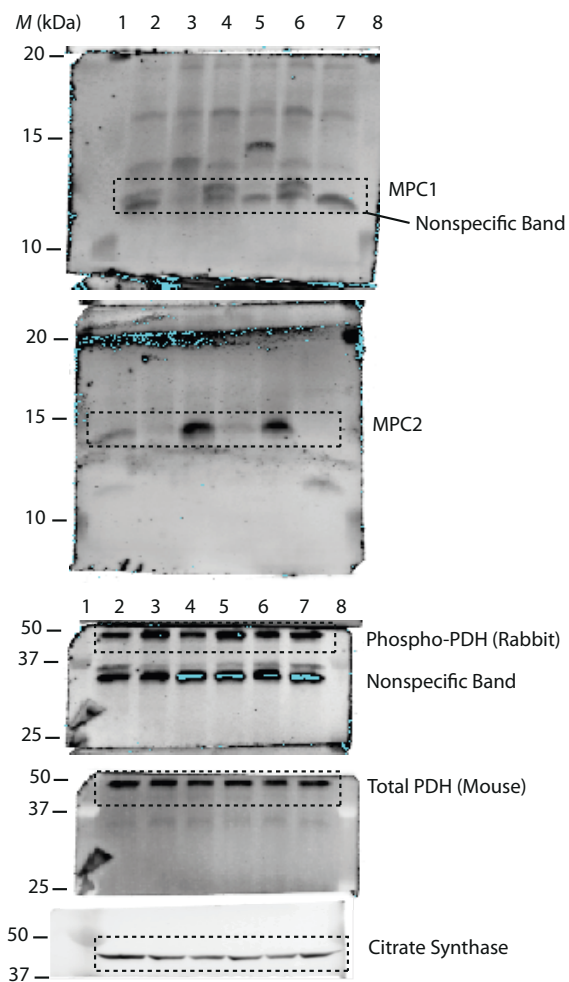 M (kDa) 1 2 3 4 5 6 7 8
20
15
MPC1
Nonspecific Band
10
20
15
MPC2
10
1 2 3 4 5 6 7 8
50
Phospho-PDH (Rabbit)
37
Nonspecific Band
25
50
Total PDH (Mouse)
37
25
50
Citrate Synthase
37